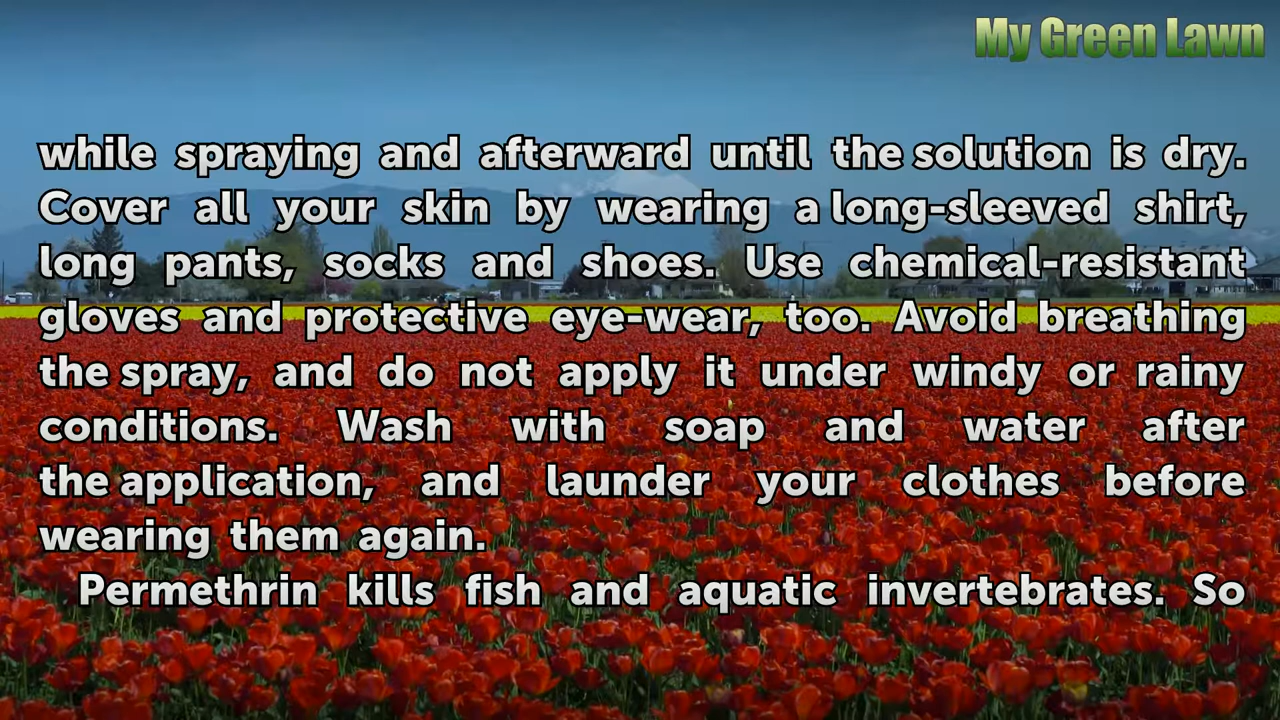 My Green Lawn
while spraying and afterward until the solution is dry.
Cover all your skin by wearing a long-sleeved shirt,
long pants, socks and shoes. Use chemical-resistant
gloves and protective eye-wear, too. Avoid breathing
the spray, and do not apply it under windy or rainy
conditions. Wash with soap and water after
the application, and launder your clothes before
wearing them again.
Permethrin kills fish and aquatic invertebrates. So